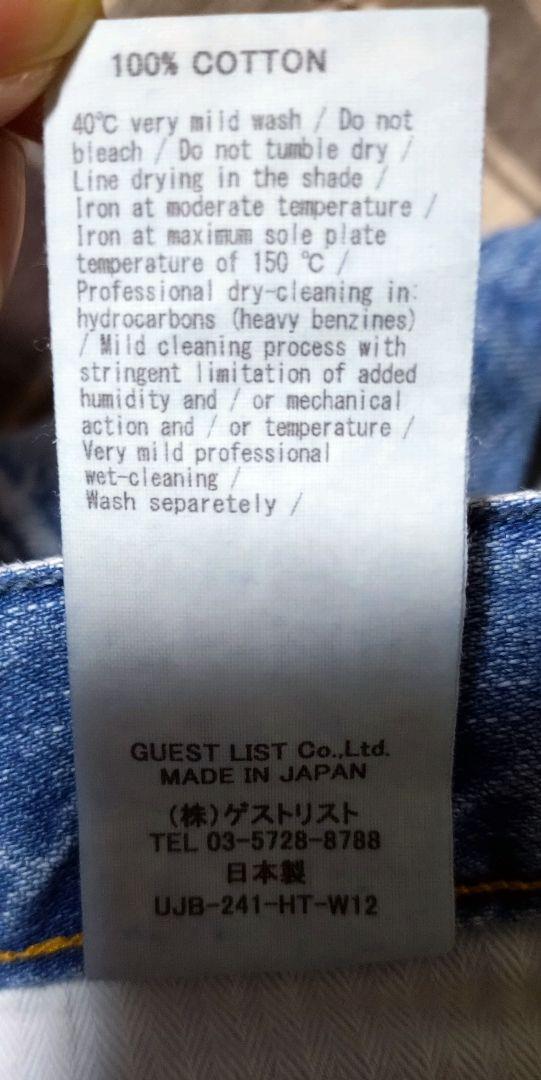 100% COTTON
40℃ very mild wash / Do not
bleach / Do not tumble dry /
Line drying in the shade /
Iron at moderate temperature /
Iron at maximum sole plate
temperature of 150 ℃ /
Professional dry-cleaning in:
hydrocarbons (heavy benzines)
/ Mild cleaning process with
stringent limitation of added
humidity and / or mechanical
action and / or temperature /
Very mild professional
wet-cleaning /
Wash separetely /
GUEST LIST Co.,Ltd.
MADE IN JAPAN
(株)ゲストリスト
TEL 03-5728-8788
日本製
UJB-241-HT-W12